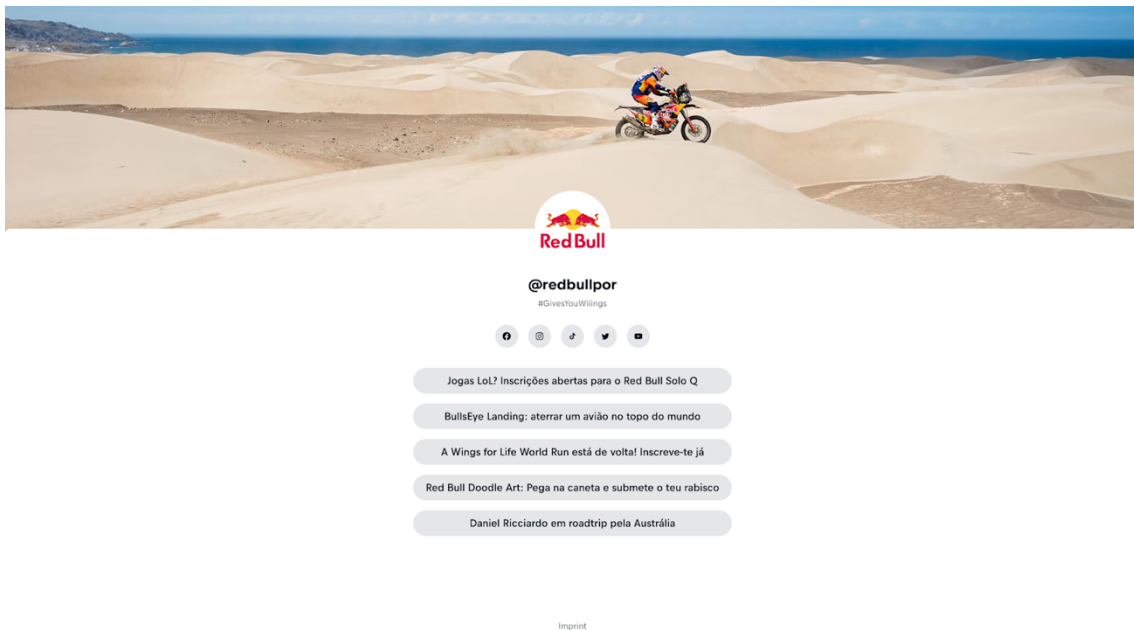 Red Bull
@redbullpor
#GivesYouWiiings
Jogas LoL? Inscrições abertas para o Red Bull Solo Q
BullsEye Landing: aterrar um avião no topo do mundo
A Wings for Life World Run está de volta! Inscreve-te já
Red Bull Doodle Art: Pega na caneta e submete o teu rabisco
Daniel Ricciardo em roadtrip pela Austrália
Imprint